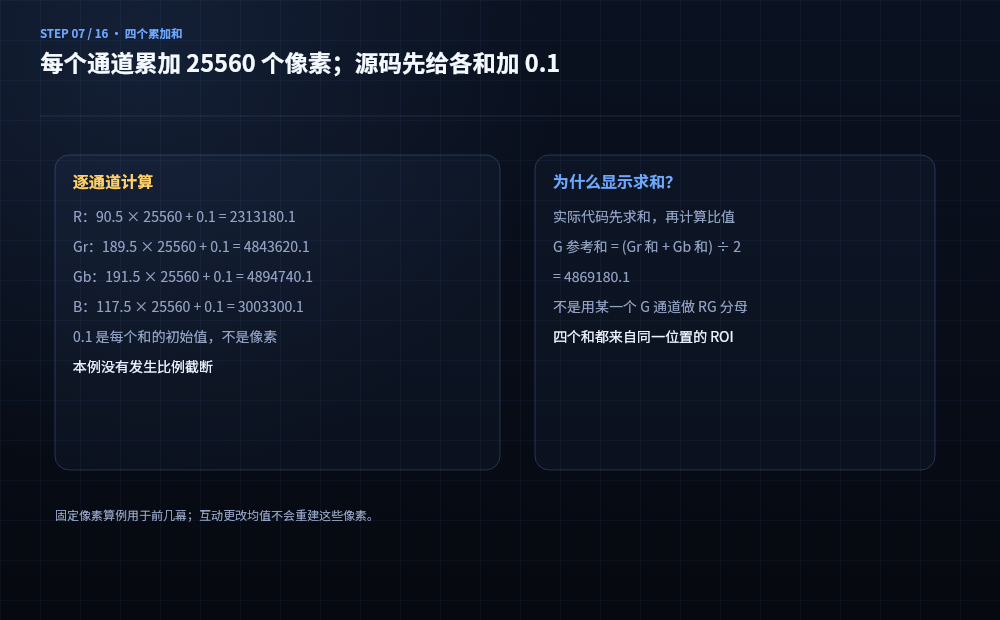 STEP 07 / 16 • 四个累加和
每个通道累加 25560 个像素；源码先给各和加 0.1
逐通道计算
R：90.5 × 25560 + 0.1 = 2313180.1
Gr：189.5 × 25560 + 0.1 = 4843620.1
Gb：191.5 × 25560 + 0.1 = 4894740.1
B：117.5 × 25560 + 0.1 = 3003300.1
0.1 是每个和的初始值，不是像素
本例没有发生比例截断
为什么显示求和？
实际代码先求和，再计算比值
G 参考和 = (Gr 和 + Gb 和) ÷ 2
= 4869180.1
不是用某一个 G 通道做 RG 分母
四个和都来自同一位置的 ROI
固定像素算例用于前几幕；互动更改均值不会重建这些像素。